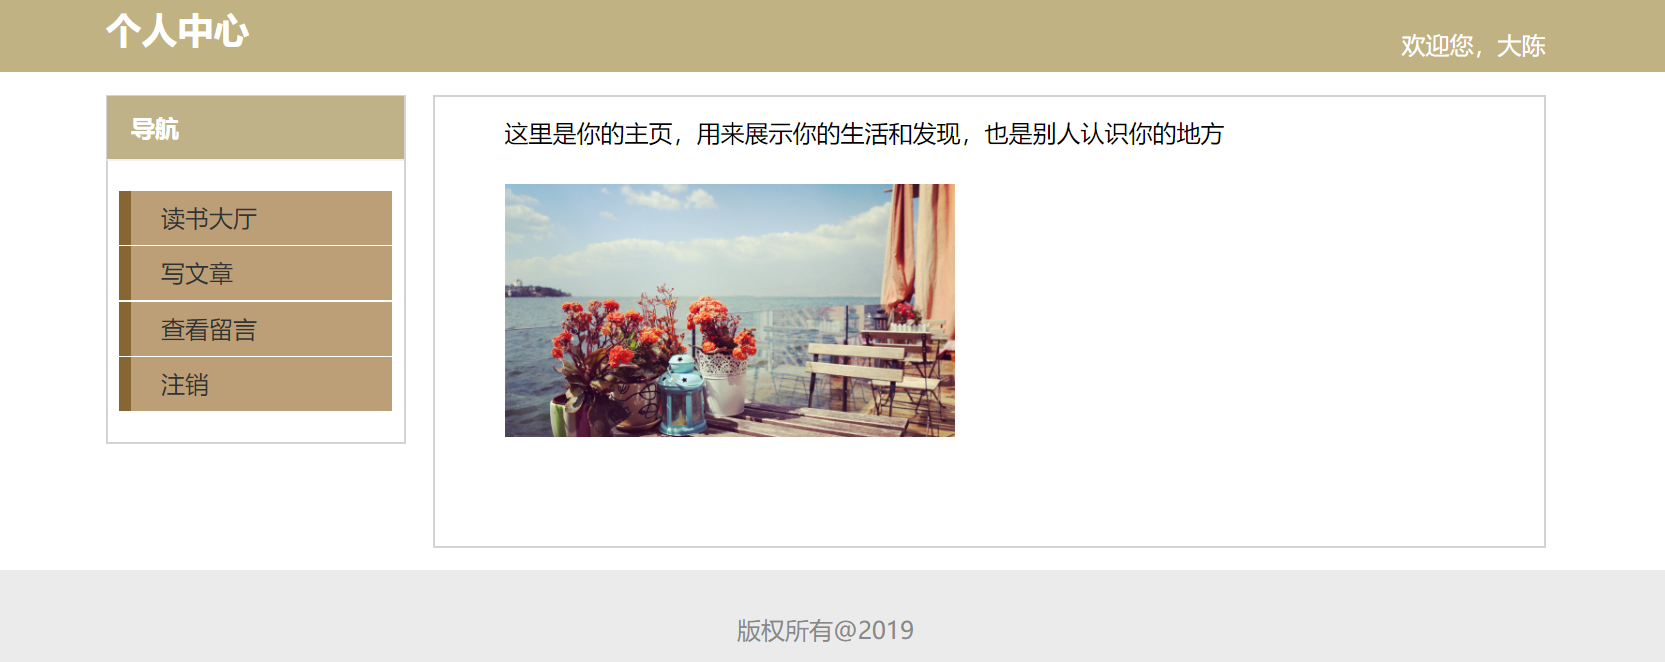 个人中心
欢迎您，大陈
导航
读书大厅
写文章
查看留言
注销
这里是你的主页，用来展示你的生活和发现，也是别人认识你的地方
版权所有@2019